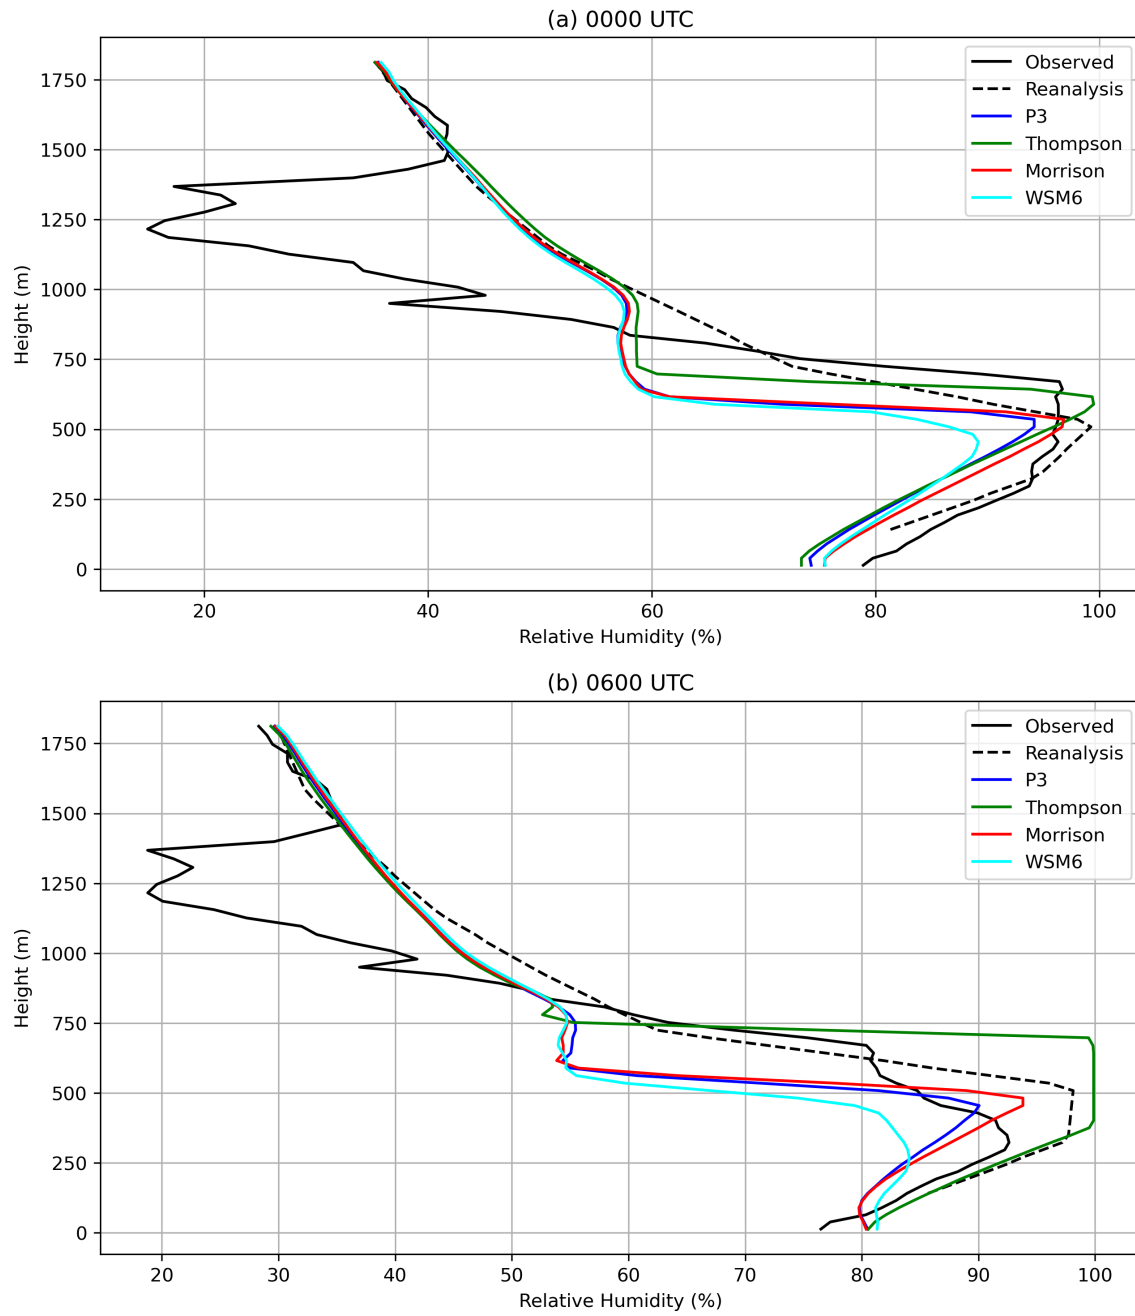 (a) 0000 UTC
Height (m)
1750
1500
1250
1000
750
500
250
0
Observed
Reanalysis
P3
Thompson
Morrison
WSM6
20 40 60 80 100
Relative Humidity (%)
(b) 0600 UTC
Height (m)
1750
1500
1250
1000
750
500
250
0
Observed
Reanalysis
P3
Thompson
Morrison
WSM6
20 30 40 50 60 70 80 90 100
Relative Humidity (%)